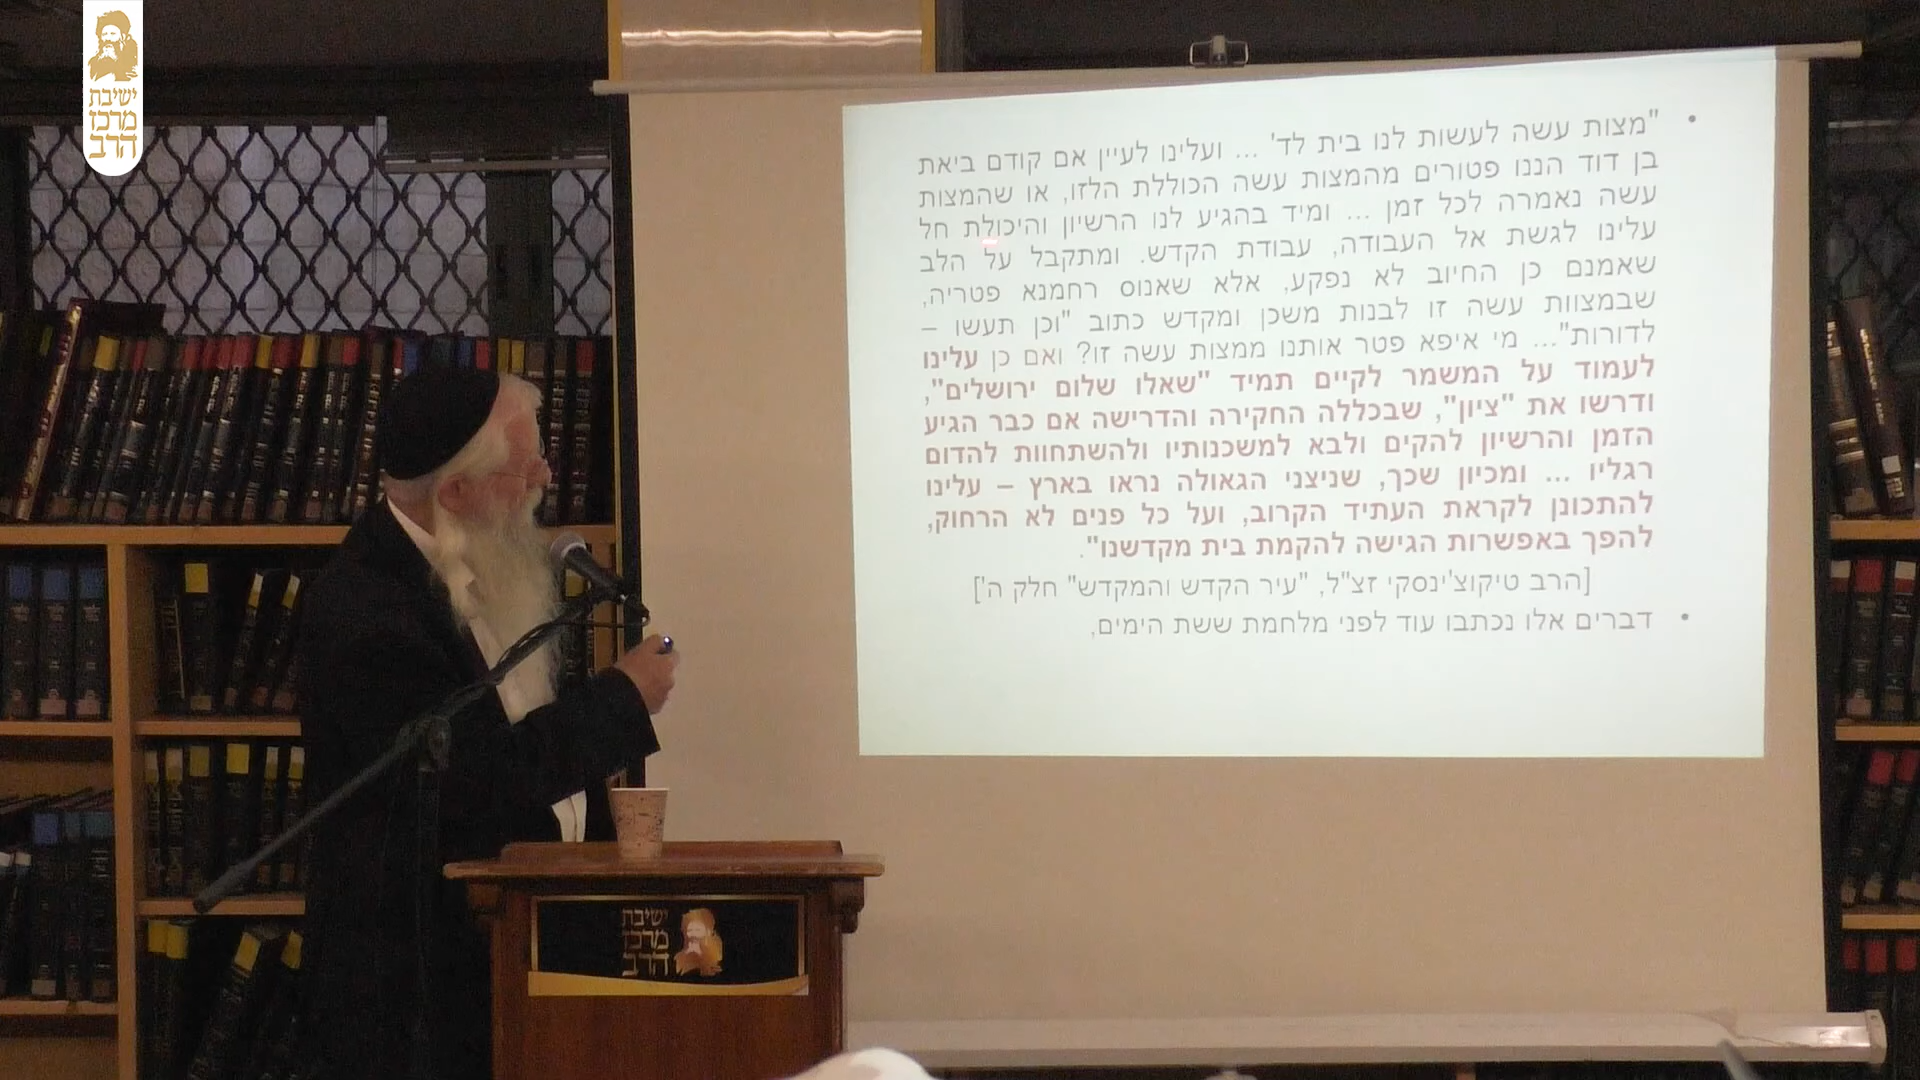 ישיבת
מרכז
הרב
"מצות עשה לעשות לנו בית לד' ... ועלינו לעיין אם קודם ביאת
בן דוד הננו פטורים מהמצות עשה הכוללת הלזו, או שהמצות
עשה נאמרה לכל זמן ... ומיד בהגיע לנו הרשיון והיכולת חל
עלינו לגשת אל העבודה, עבודת הקדש. ומתקבל על הלב
שאמנם כן החיוב לא נפקע, אלא שאנוס רחמנא פטריה,
שבמצוות עשה זו לבנות משכן ומקדש כתוב "וכן תעשו –
לדורות"... מי איפא פטר אותנו ממצות עשה זו? ואם כן עלינו
לעמוד על המשמר לקיים תמיד "שאלו שלום ירושלים",
ודרשו את "ציון", שבכללה החקירה והדרישה אם כבר הגיע
הזמן והרשיון להקים ולבא למשכנותיו ולהשתחוות להדום
רגליו ... ומכיון שכך, שניצני הגאולה נראו בארץ – עלינו
להתכונן לקראת העתיד הקרוב, ועל כל פנים לא הרחוק,
להפך באפשרות הגישה להקמת בית מקדשנו".
[הרב טיקוצ'ינסקי זצ"ל, "עיר הקדש והמקדש" חלק ה']
דברים אלו נכתבו עוד לפני מלחמת ששת הימים,
ישיבת
מרכז
הרב